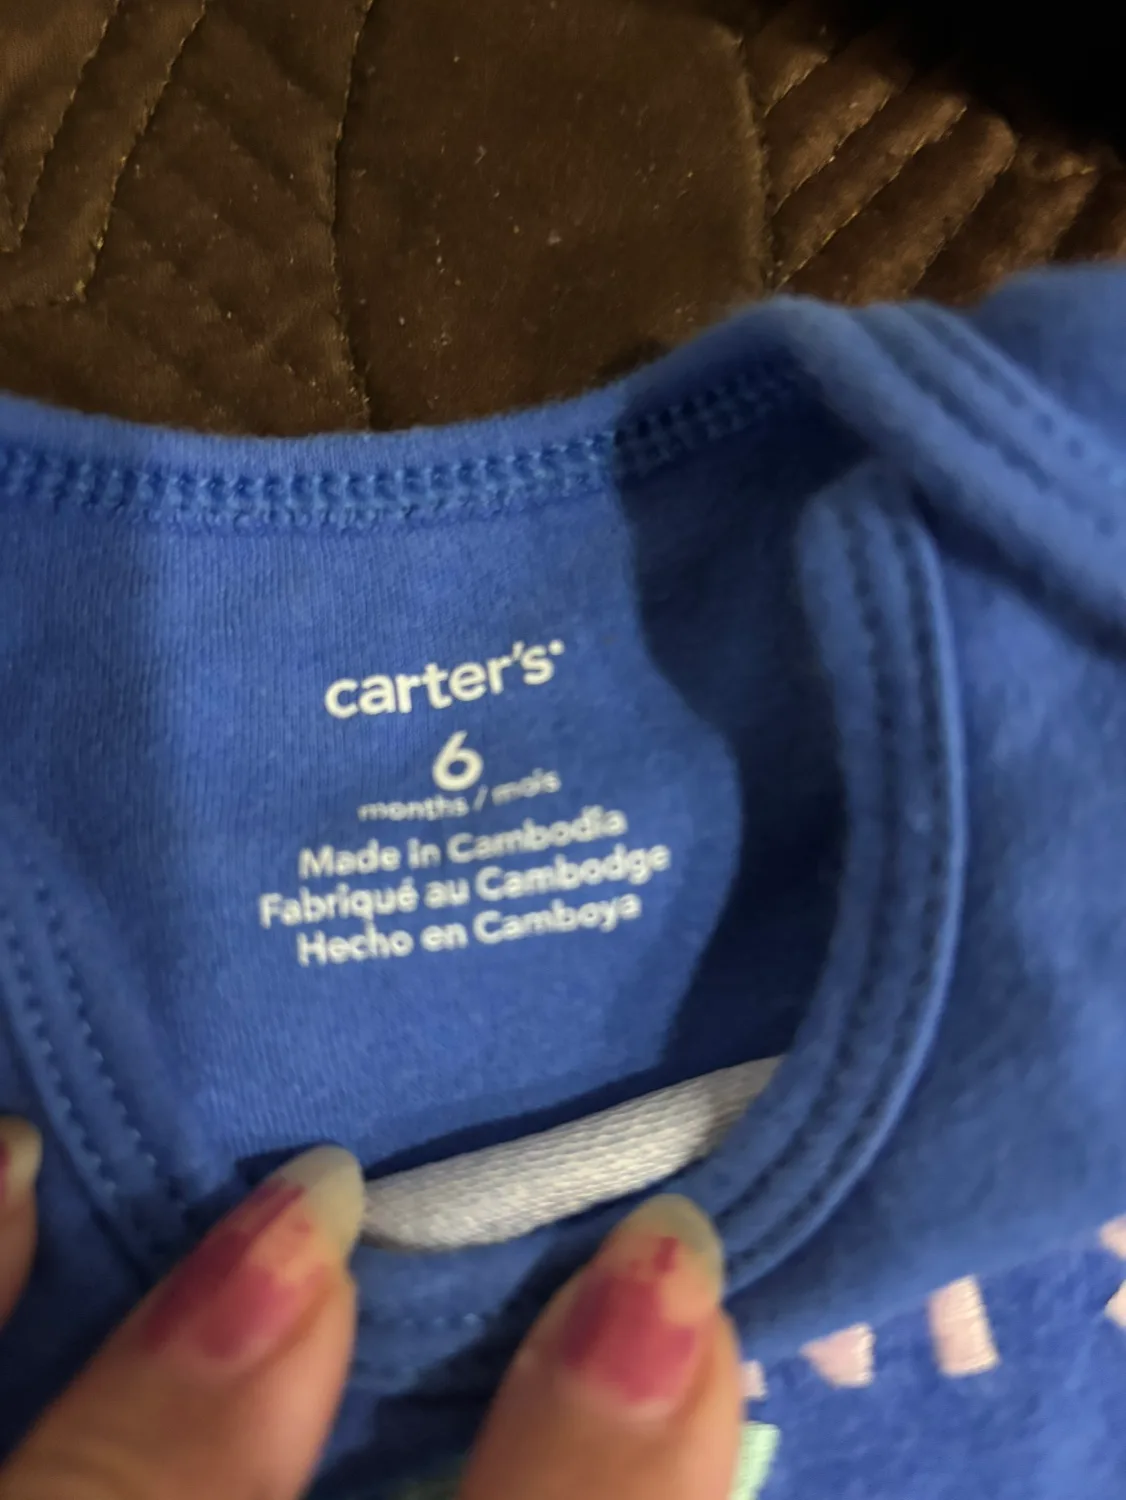 carter's
6
months / mois
Made in Cambodia
Fabriqué au Cambodge
Hecho en Camboya